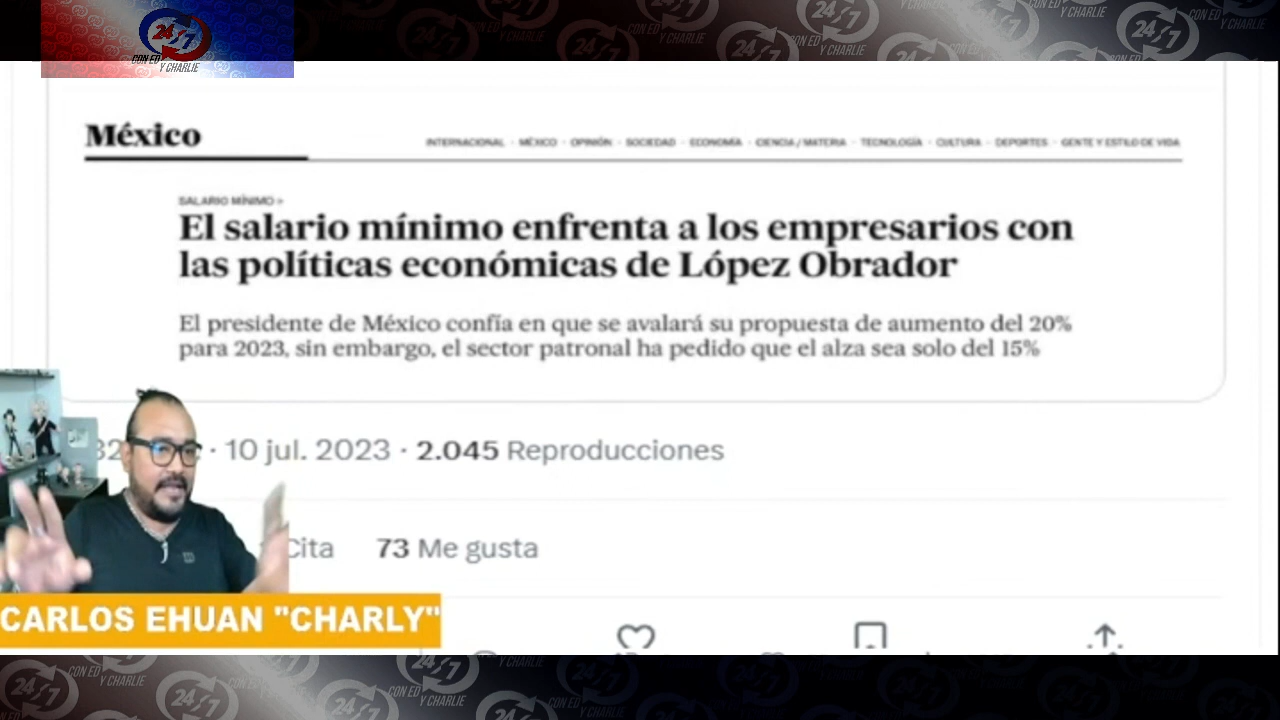 24/7
CON ED
Y CHARLIE
México
INTERNACIONAL · MÉXICO · OPINIÓN · SOCIEDAD · ECONOMÍA · CIENCIA / MATERIA · TECNOLOGÍA · CULTURA · DEPORTES · GENTE Y ESTILO DE VIDA
SALARIO MÍNIMO >
El salario mínimo enfrenta a los empresarios con
las políticas económicas de López Obrador
El presidente de México confía en que se avalará su propuesta de aumento del 20%
para 2023, sin embargo, el sector patronal ha pedido que el alza sea solo del 15%
· 10 jul. 2023 · 2.045 Reproducciones
Cita 73 Me gusta
CARLOS EHUAN "CHARLY"